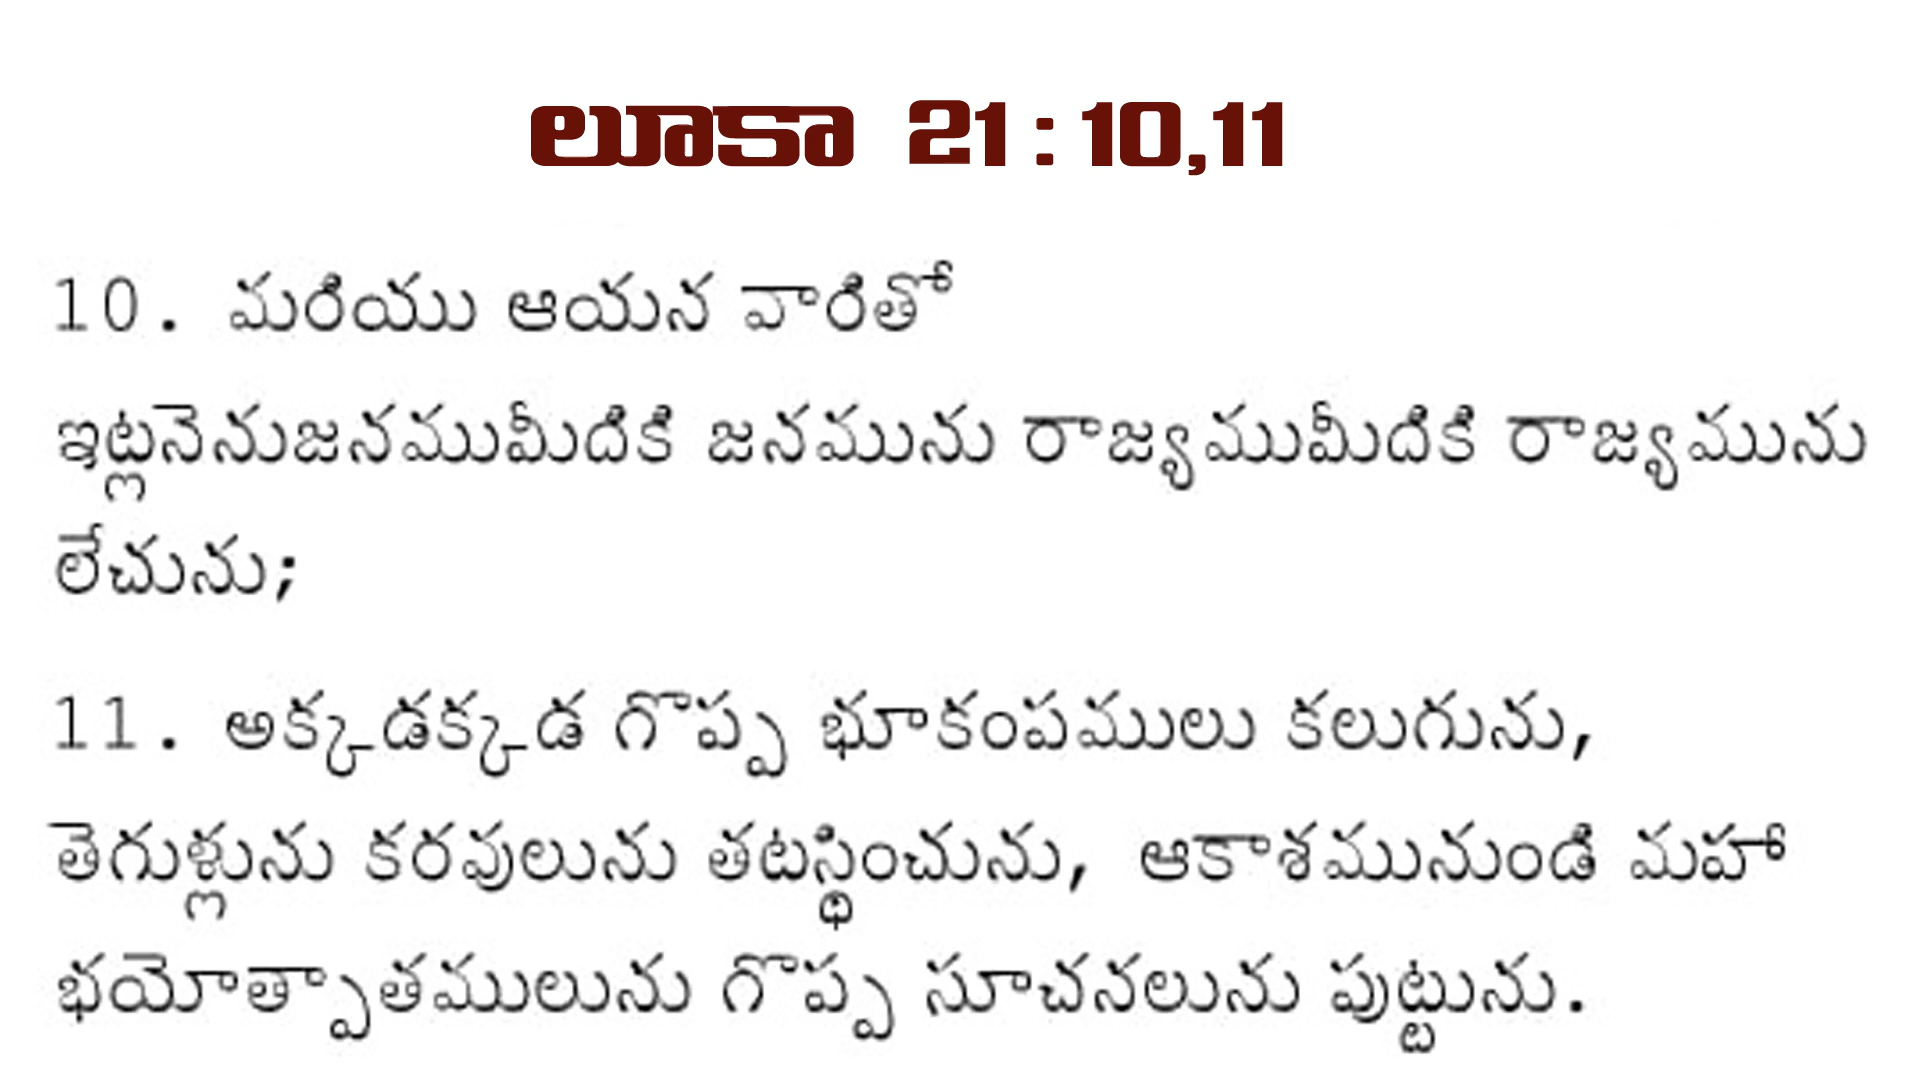 లూకా 21 : 10,11
10. మరియు ఆయన వారితో
ఇట్లనెనుజనముమీదికి జనమును రాజ్యముమీదికి రాజ్యమును
లేచును;
11. అక్కడక్కడ గొప్ప భూకంపములు కలుగును,
తెగుళ్లును కరవులును తటస్థించును, ఆకాశమునుండి మహా
భయోత్పాతములును గొప్ప సూచనలును పుట్టును.